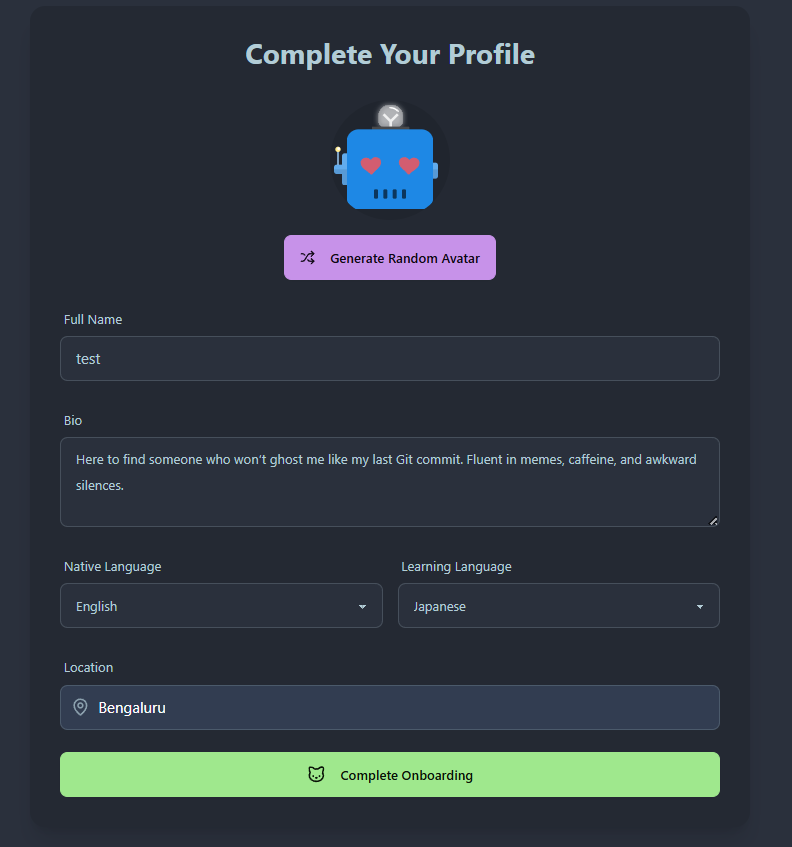 Complete Your Profile
Generate Random Avatar
Full Name
test
Bio
Here to find someone who won’t ghost me like my last Git commit. Fluent in memes, caffeine, and awkward
silences.
Native Language
Learning Language
English
Japanese
Location
Bengaluru
Complete Onboarding